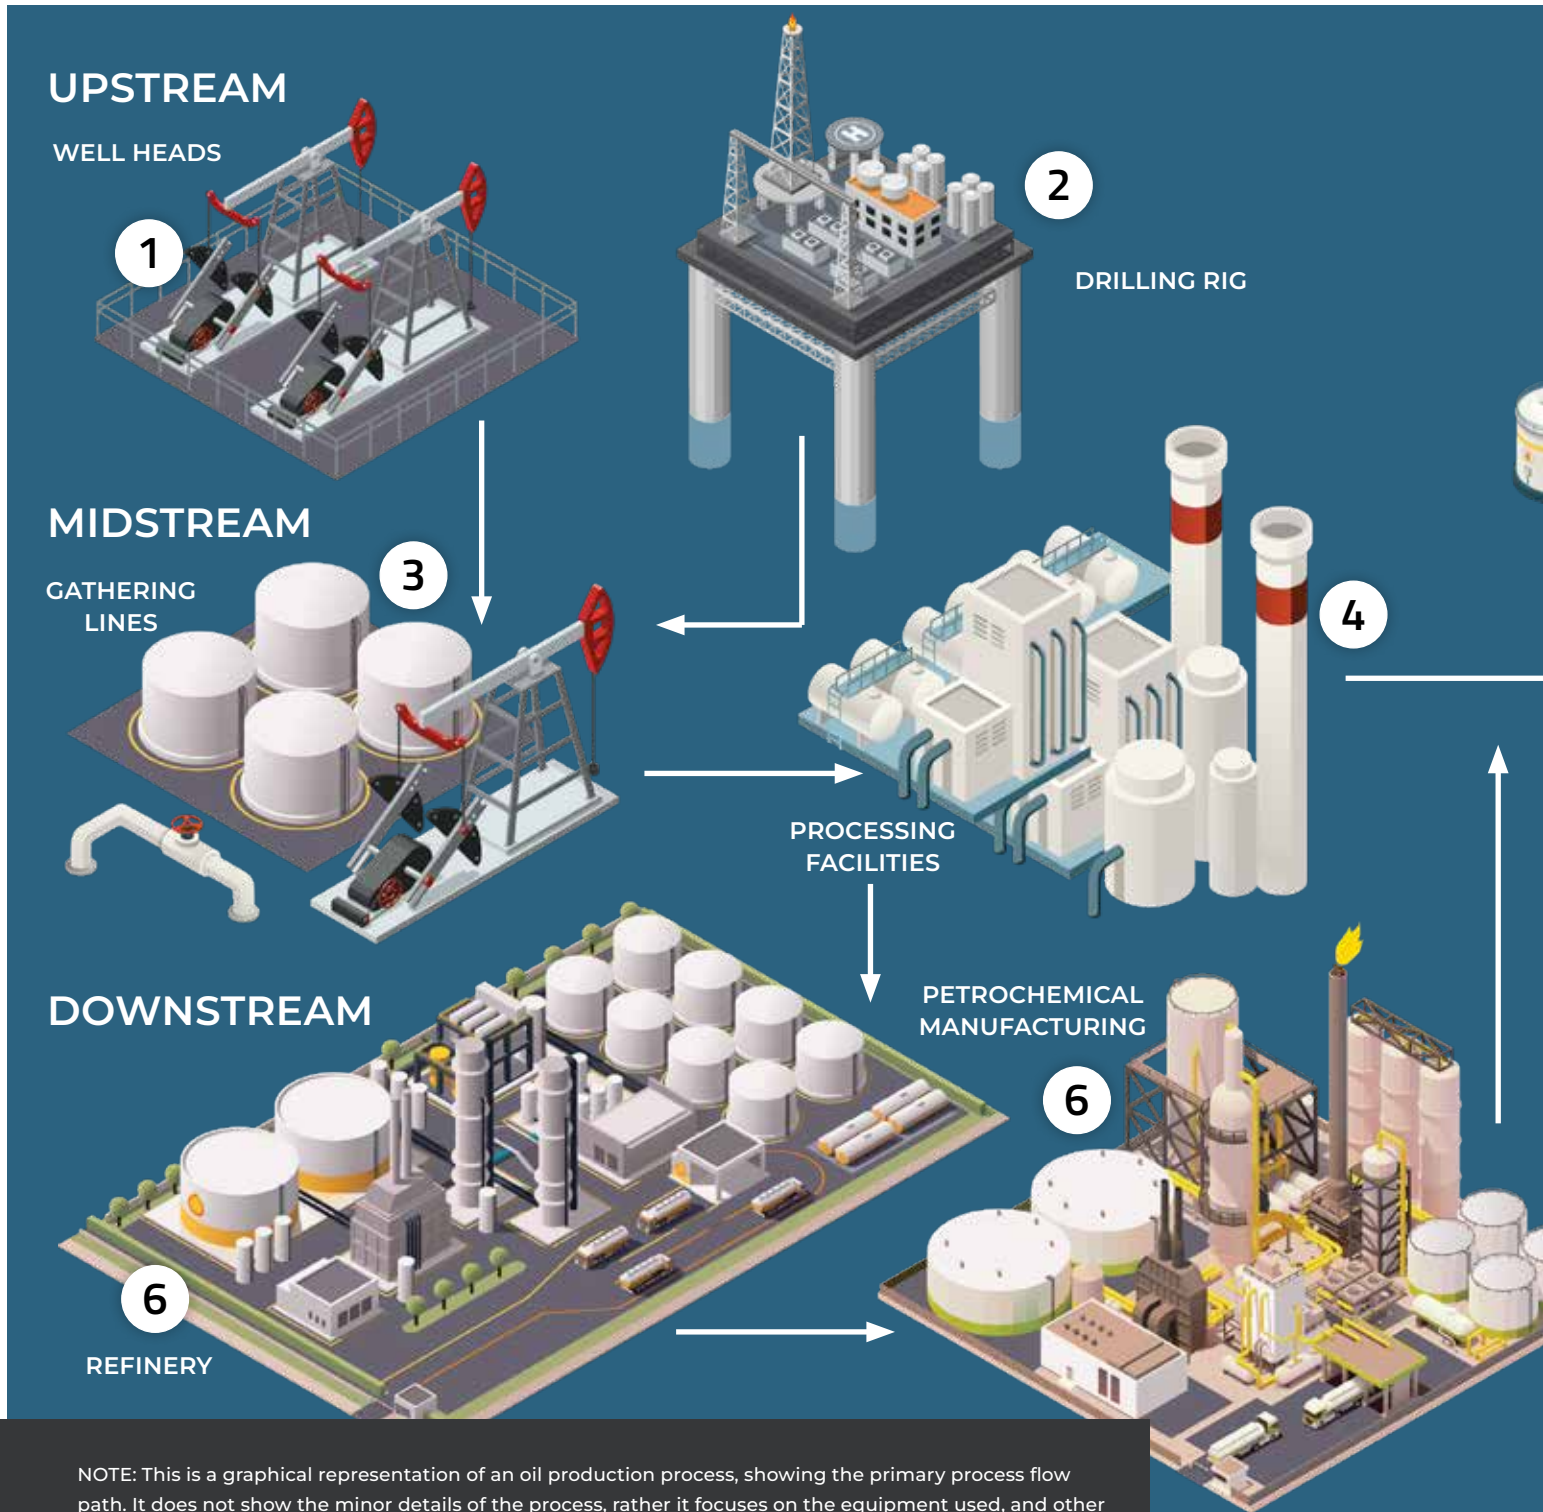 UPSTREAM
WELL HEADS
1
2
DRILLING RIG
MIDSTREAM
GATHERING
LINES
3
4
PROCESSING
FACILITIES
DOWNSTREAM
PETROCHEMICAL
MANUFACTURING
6
6
REFINERY
NOTE: This is a graphical representation of an oil production process, showing the primary process flow
path. It does not show the minor details of the process, rather it focuses on the equipment used, and other